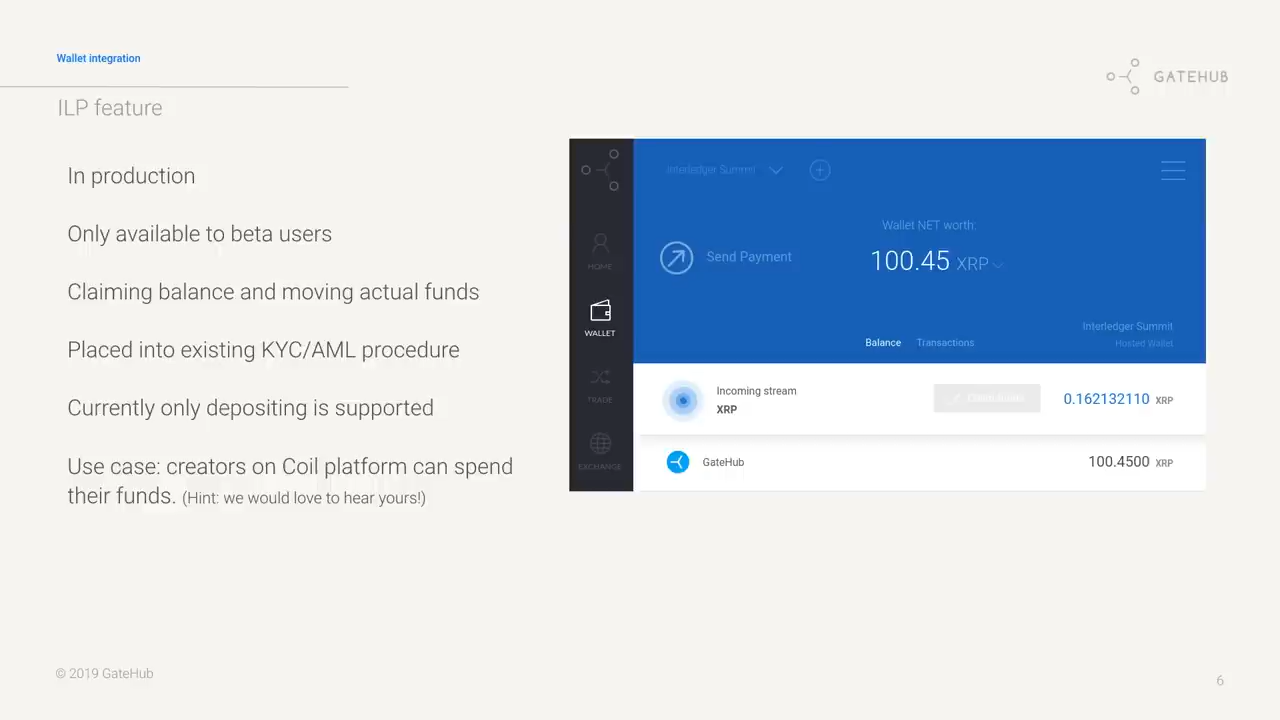 Wallet integration
GATEHUB
ILP feature
In production
Only available to beta users
Claiming balance and moving actual funds
Placed into existing KYC/AML procedure
Currently only depositing is supported
Use case: creators on Coil platform can spend
their funds. (Hint: we would love to hear yours!)
Interledger Summit
Wallet NET worth:
Send Payment
100.45 XRP
Interledger Summit
Hosted Wallet
Balance Transactions
HOME
WALLET
TRADE
EXCHANGE
Incoming stream
XRP
0.162132110 XRP
GateHub
100.4500 XRP
© 2019 GateHub
6